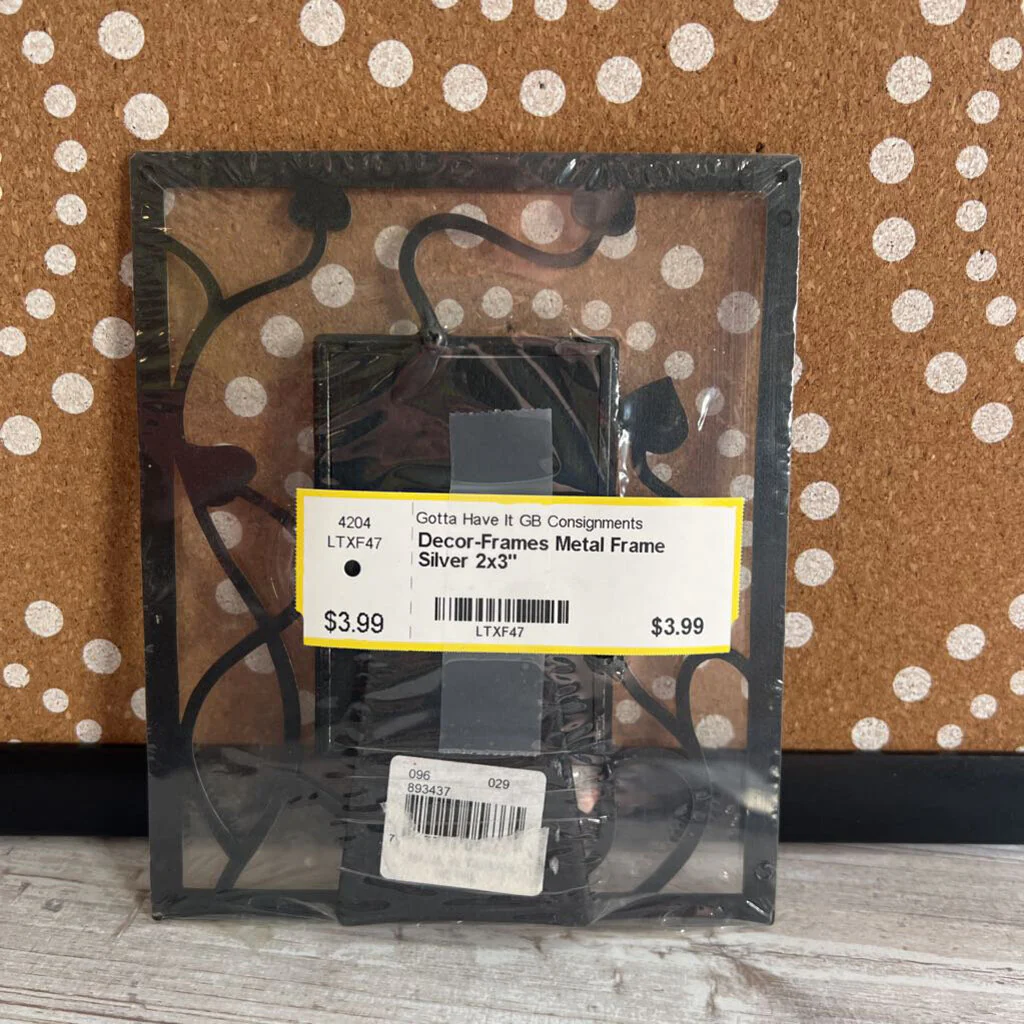 4204
LTXF47
$3.99
Gotta Have It GB Consignments
Decor-Frames Metal Frame
Silver 2x3"
LTXF47
$3.99
096 029
893437
7